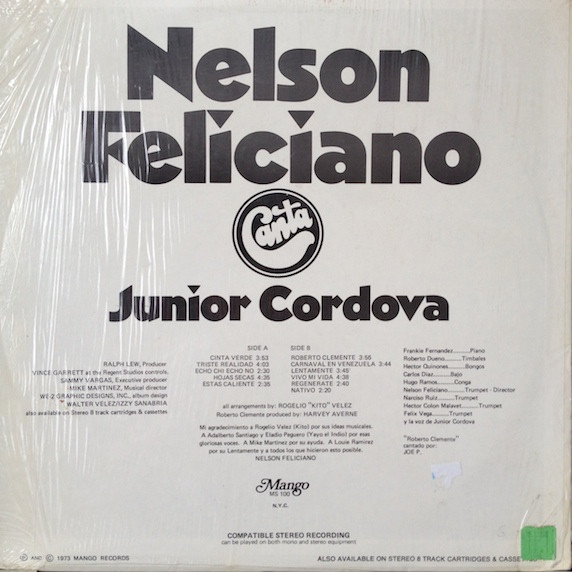 Nelson
Feliciano
Canta
Junior Cordova
RALPH LEW, Producer
VINCE GARRETT at the Regent Studios controls.
SAMMY VARGAS, Executive producer
MIKE MARTINEZ, Musical director
WE-2 GRAPHIC DESIGNS, INC., album design
WALTER VELEZ/IZZY SANABRIA
also available on Stereo 8 track cartridges & cassettes
SIDE A
CINTA VERDE 3:53
TRISTE REALIDAD 4:03
ECHO CHI ECHO NO 2:30
HOJAS SECAS 4:35
ESTAS CALIENTE 2:35
SIDE B
ROBERTO CLEMENTE 3:55
CARNAVAL EN VENEZUELA 3:44
LENTAMENTE 3:45
VIVO MI VIDA 4:38
REGENERATE 2:40
NATIVO 2:20
all arrangements by: ROGELIO "KITO" VELEZ
Roberto Clemente produced by: HARVEY AVERNE
Mi agradecimiento a Rogelio Velez (Kito) por sus ideas musicales.
A Adalberto Santiago y Eladio Peguero (Yayo el Indio) por esas
gloriosas voces. A Mike Martinez por su ayuda. A Louie Ramirez
por su Lentamente y a todos los que hicieron esto posible.
NELSON FELICIANO
Frankie Fernandez..........Piano
Roberto Dueno..........Timbales
Hector Quinones..........Bongos
Carlos Diaz..........Bajo
Hugo Ramos..........Conga
Nelson Feliciano..........Trumpet - Director
Narciso Ruiz..........Trumpet
Hector Colon Malavet..........Trumpet
Felix Vega..........Trumpet
y la voz de Junior Cordova
"Roberto Clemente"
cantado por:
JOE P.
Mango
MS 100
N.Y.C.
COMPATIBLE STEREO RECORDING
can be played on both mono and stereo equipment
℗ AND © 1973 MANGO RECORDS
ALSO AVAILABLE ON STEREO 8 TRACK CARTRIDGES &